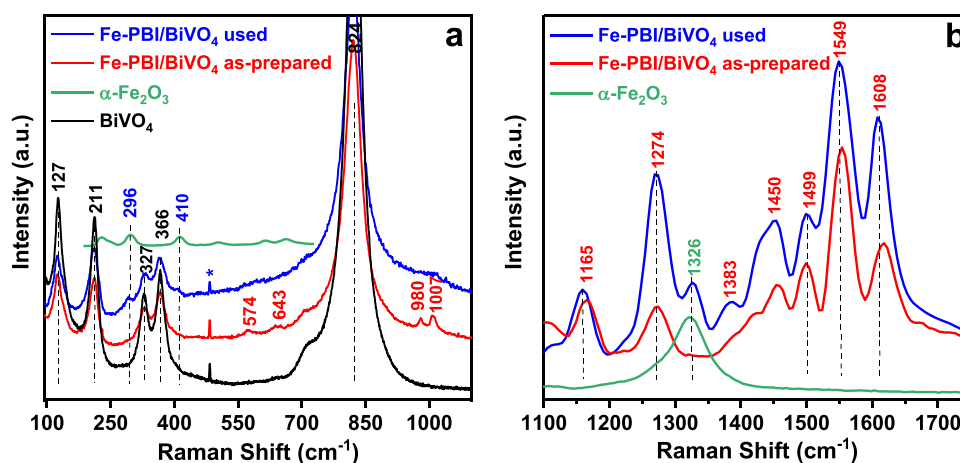 a
Fe-PBI/BiVO₄ used
Fe-PBI/BiVO₄ as-prepared
α-Fe₂O₃
BiVO₄
127
211
296
327
366
410
*
574
643
824
980
1007
Intensity (a.u.)
100 250 400 550 700 850 1000
Raman Shift (cm⁻¹)
b
Fe-PBI/BiVO₄ used
Fe-PBI/BiVO₄ as-prepared
α-Fe₂O₃
1165
1274
1326
1383
1450
1499
1549
1608
Intensity (a.u.)
1100 1200 1300 1400 1500 1600 1700
Raman Shift (cm⁻¹)